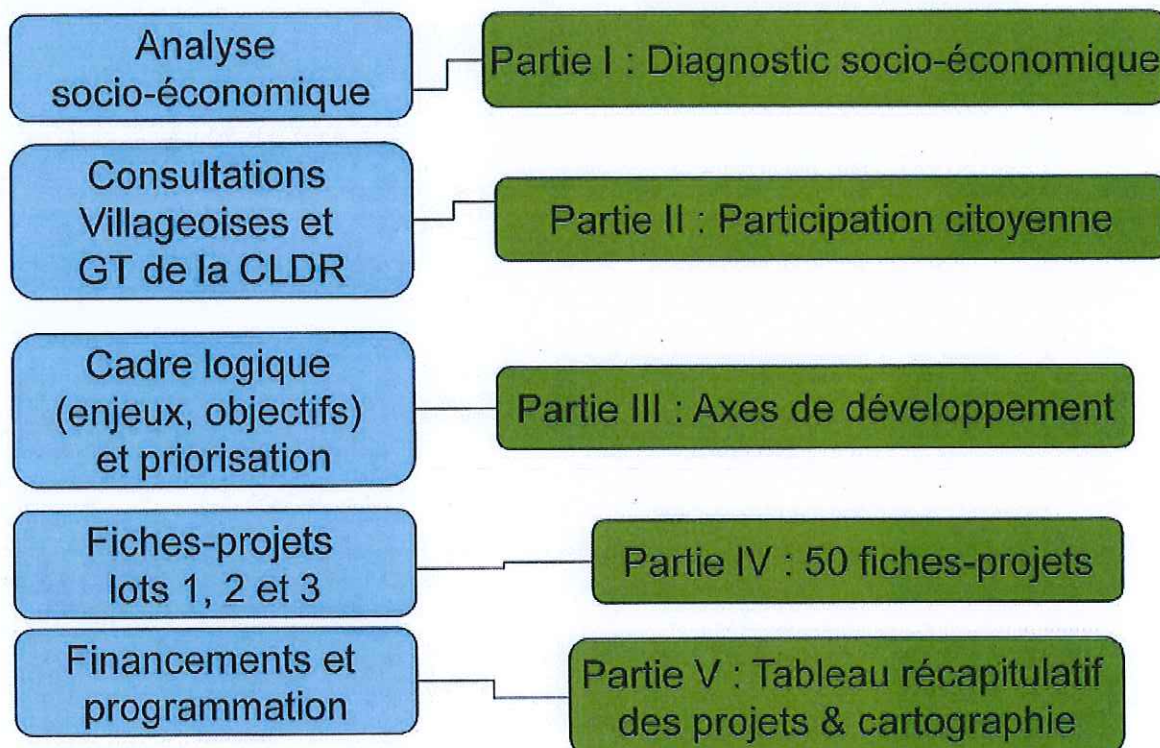 Analyse
socio-économique
Partie I : Diagnostic socio-économique
Consultations
Villageoises et
GT de la CLDR
Partie II : Participation citoyenne
Cadre logique
(enjeux, objectifs)
et priorisation
Partie III : Axes de développement
Fiches-projets
lots 1, 2 et 3
Partie IV : 50 fiches-projets
Financements et
programmation
Partie V : Tableau récapitulatif
des projets & cartographie